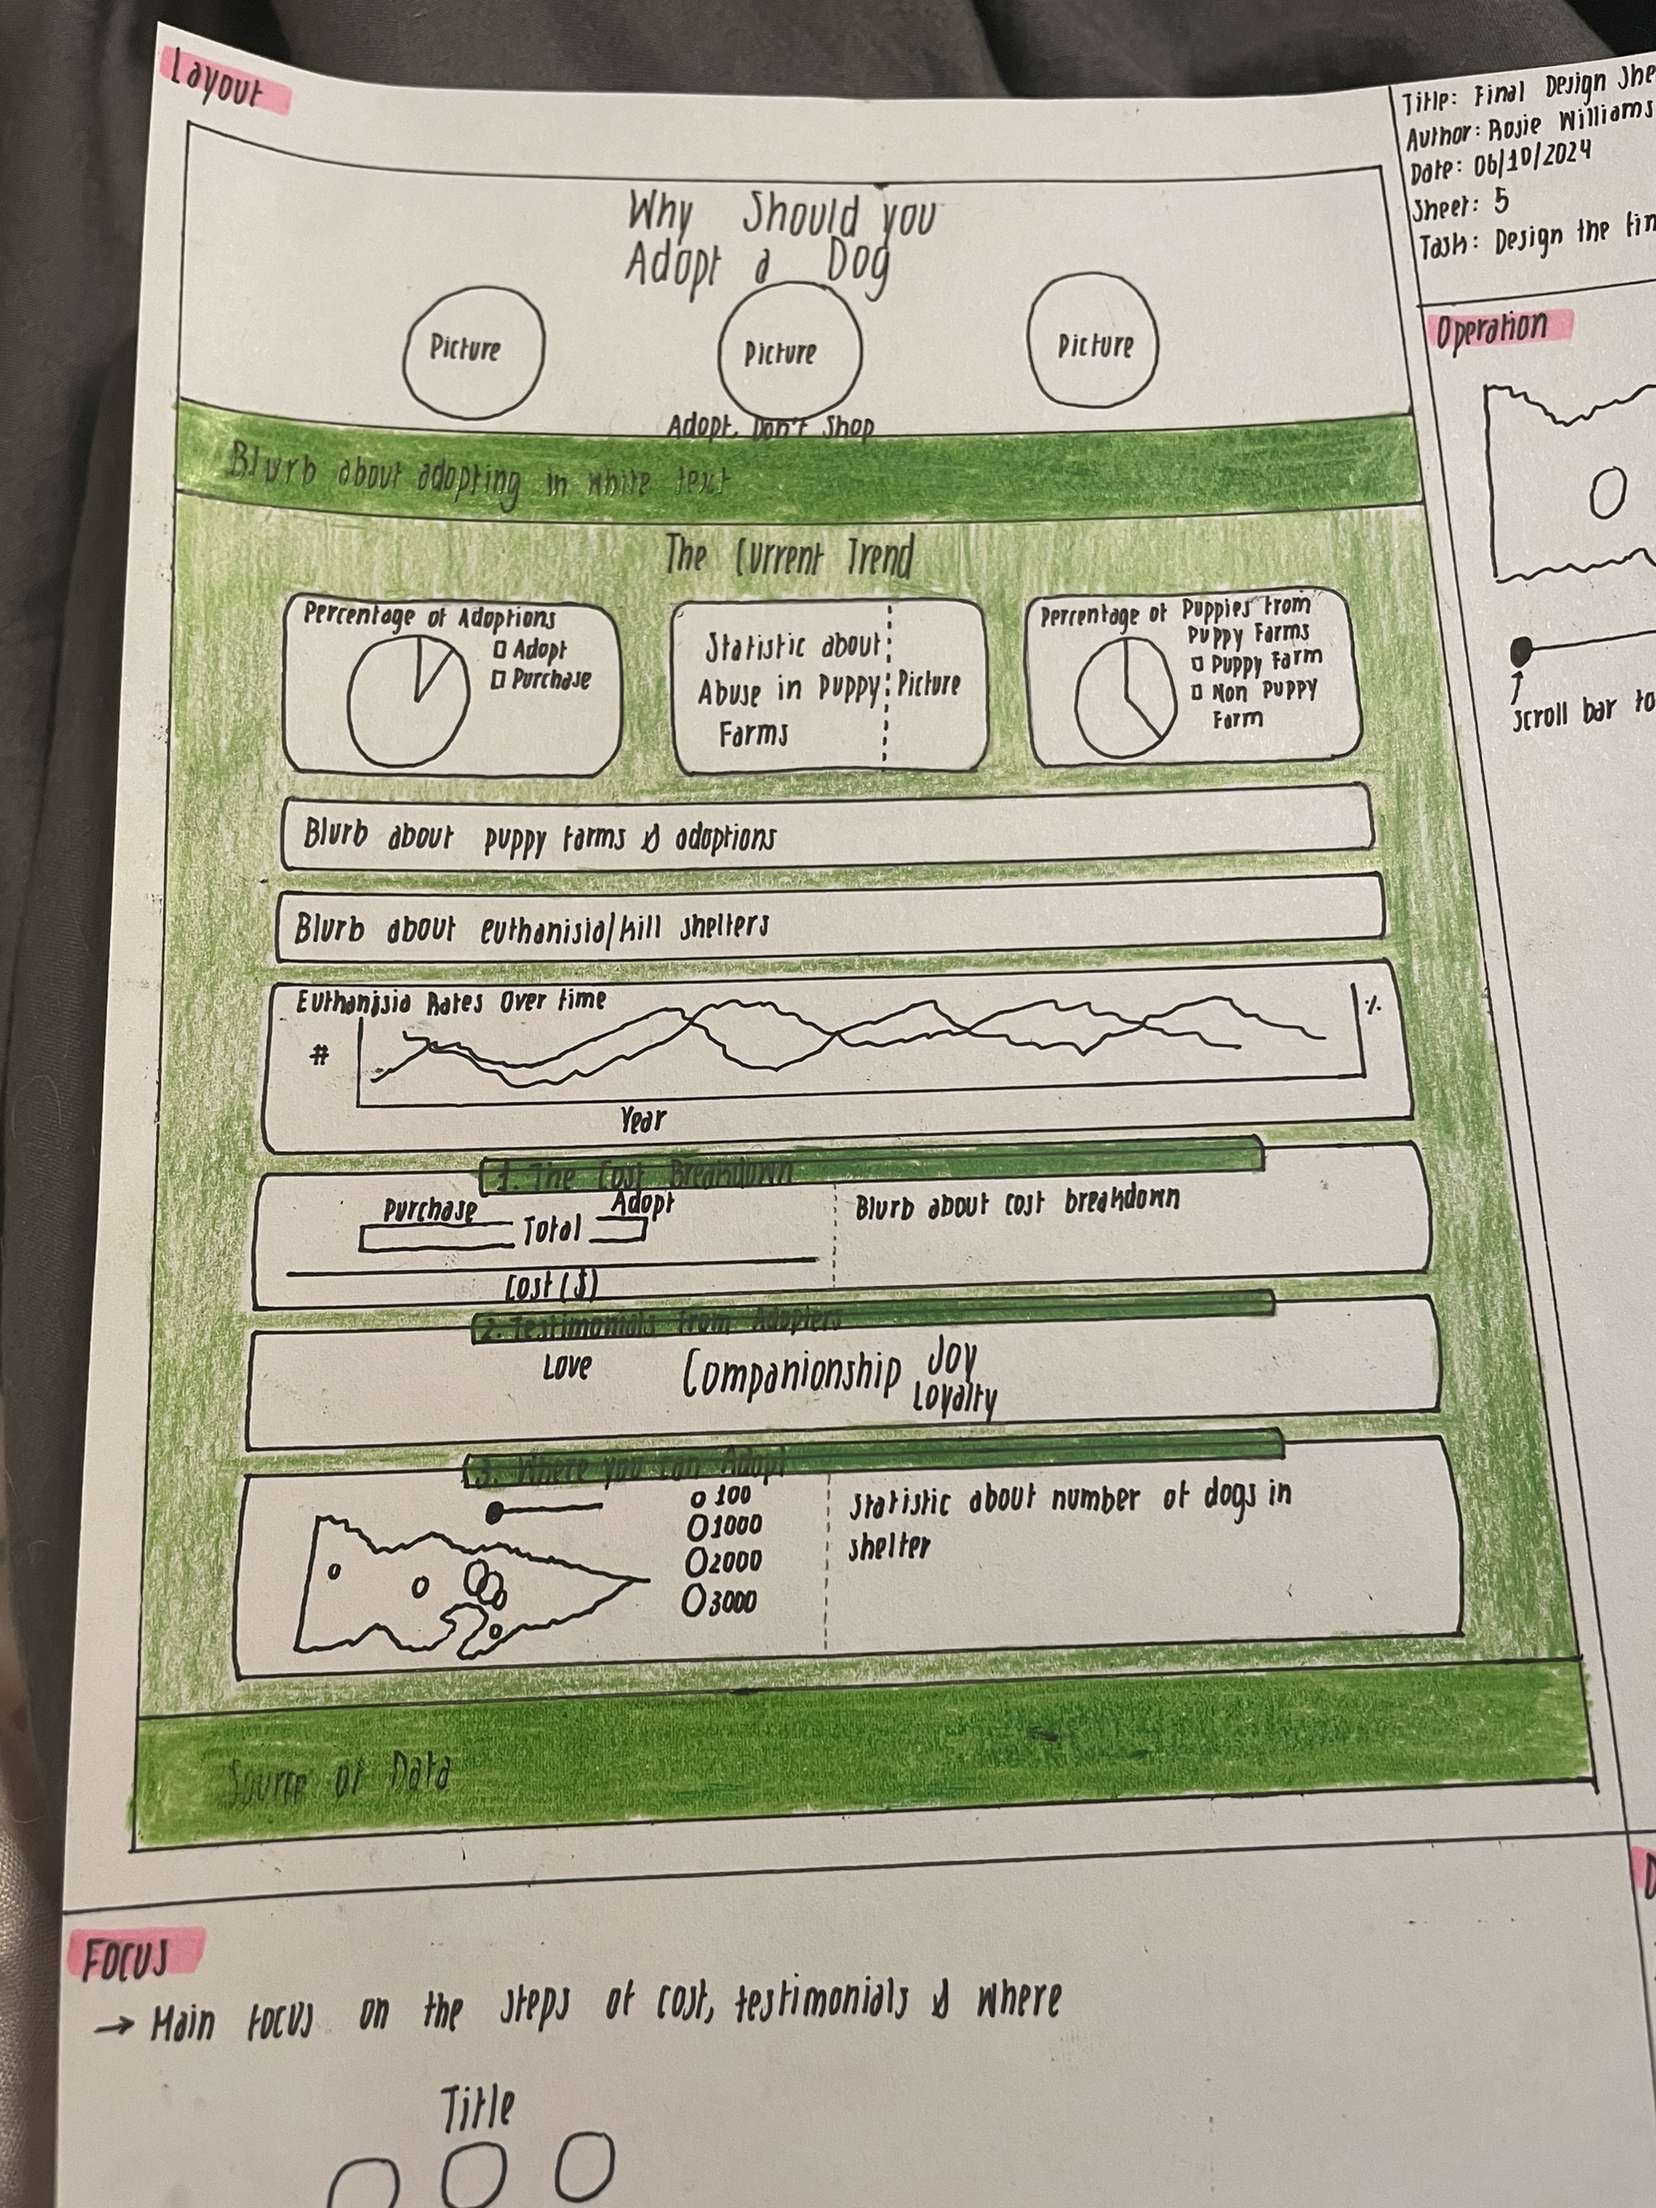 Layout
Why Should you
Adopt a Dog
Picture
Picture
Picture
Adopt, Don't Shop
Blurb about adopting in white text
The Current Trend
Percentage of Adoptions
Adopt
Purchase
Statistic about
Abuse in Puppy
Farms
Picture
Percentage of Puppies from
Puppy Farms
Puppy Farm
Non Puppy
Farm
Blurb about puppy farms & adoptions
Blurb about euthanisia/kill shelters
Euthanisia Rates Over time
#
%
Year
1. The Cost Breakdown
Purchase
Adopt
Total
Cost ($)
Blurb about cost breakdown
2. Testimonials from Adopters
Love
Companionship
Joy
Loyalty
3. Where you can Adopt
100
1000
2000
3000
Statistic about number of dogs in
shelter
Source of Data
Title: Final Design She
Author: Rosie Williams
Date: 06/10/2024
Sheet: 5
Task: Design the fin
Operation
Scroll bar to
Focus
→ Main focus on the steps of cost, testimonials & where
Title